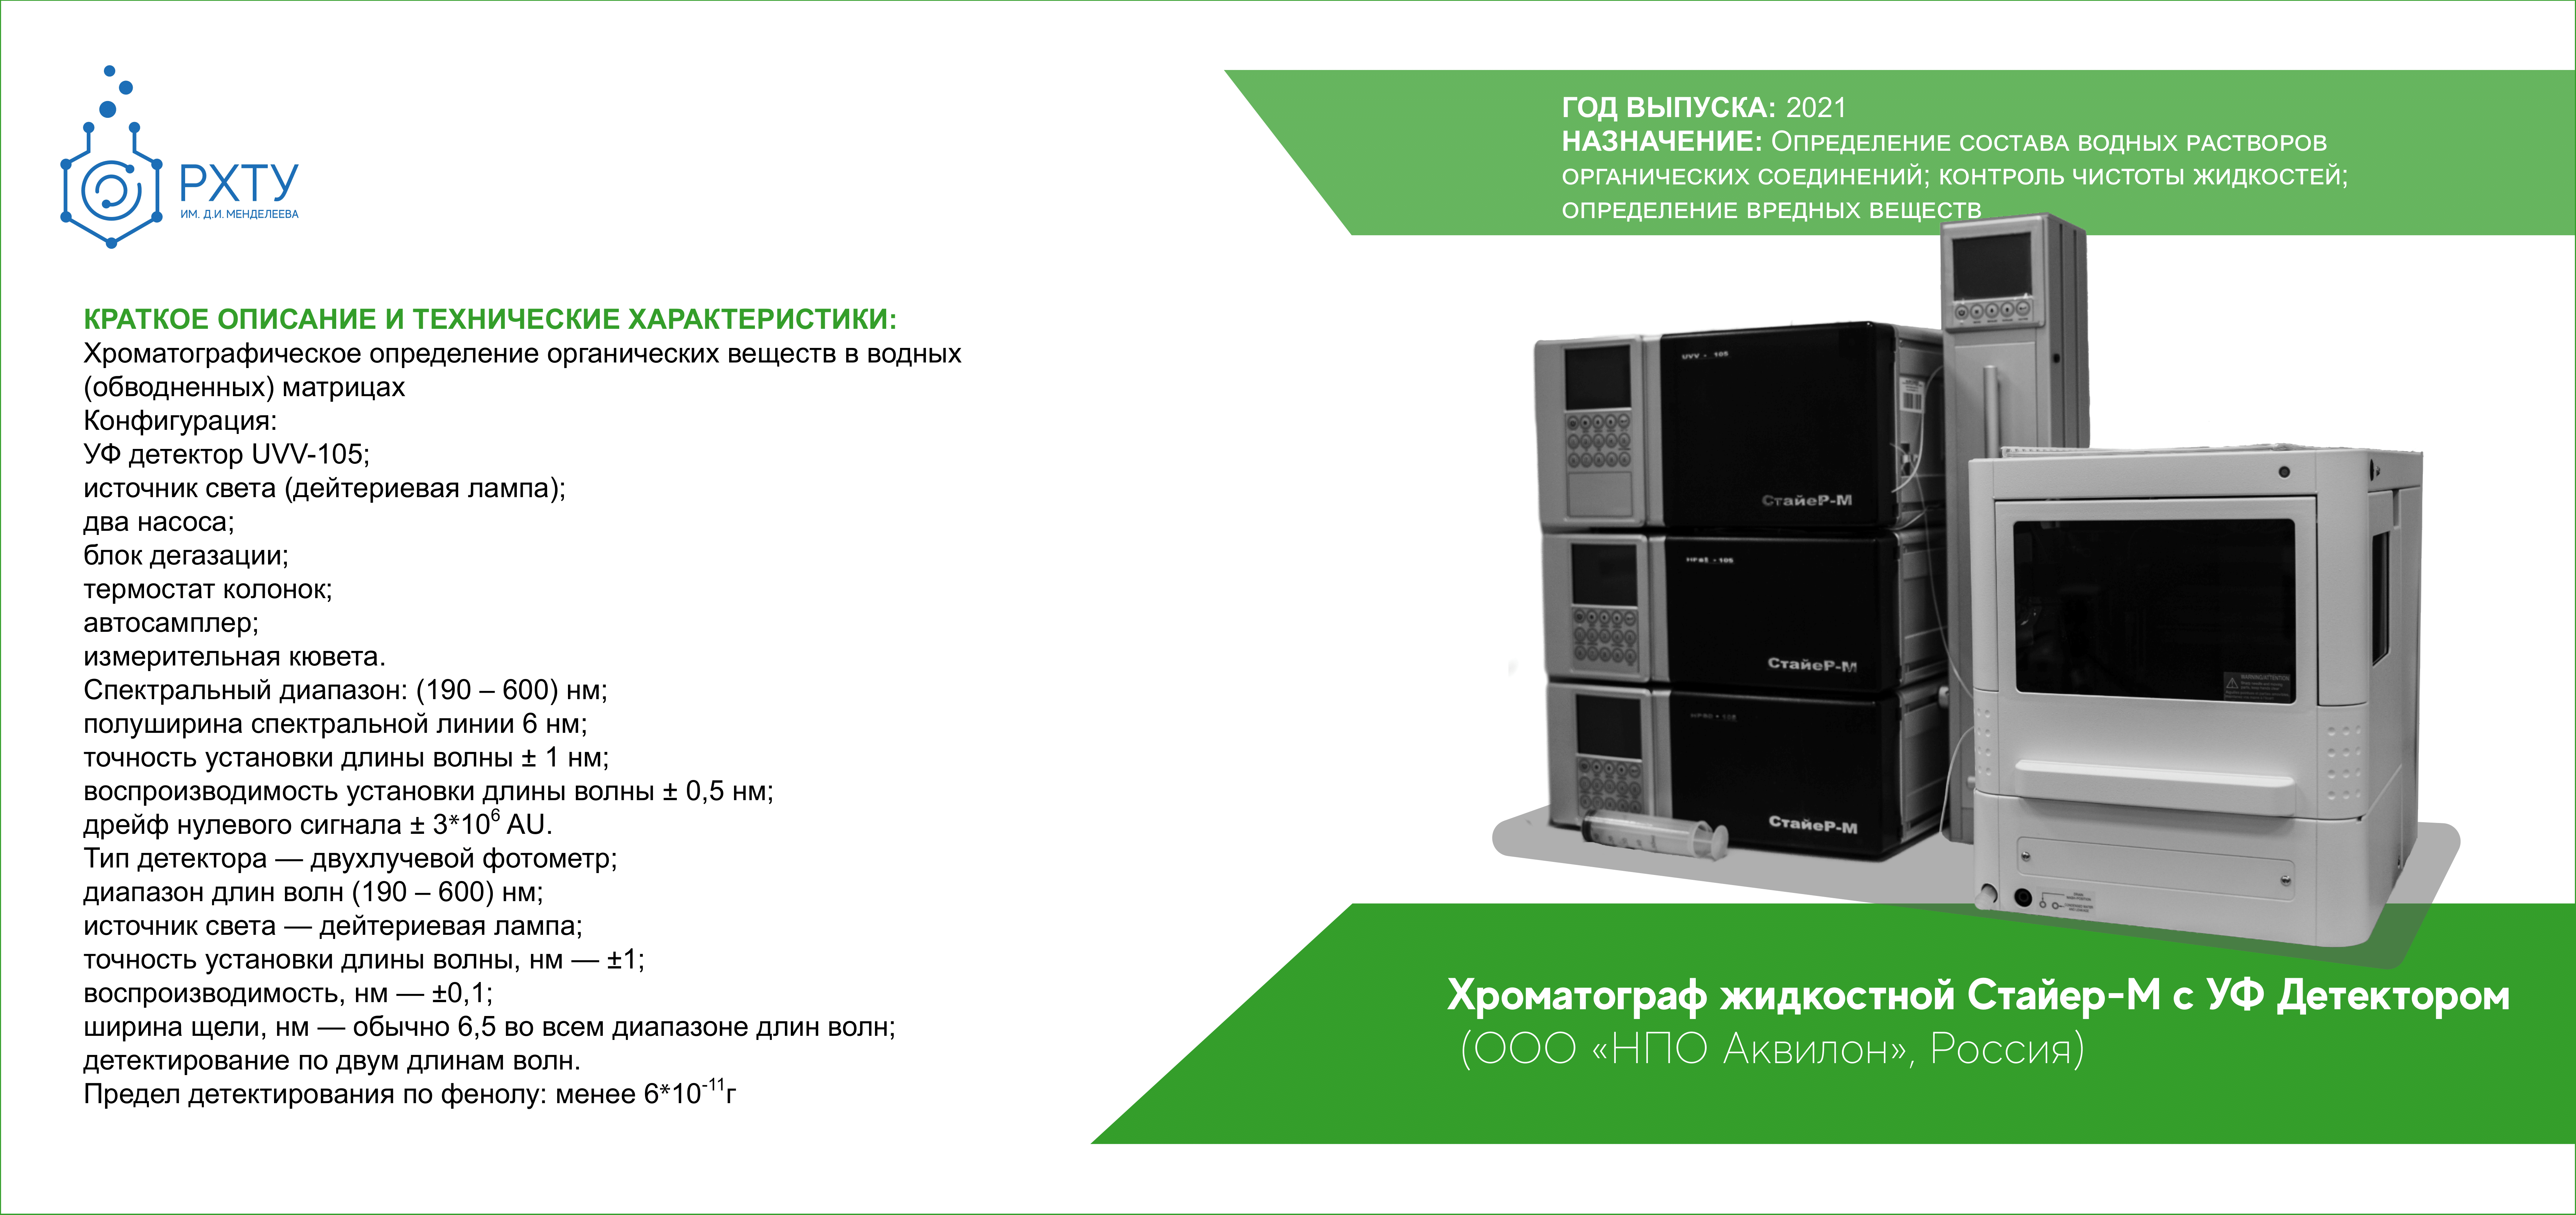 РХТУ
ИМ. Д.И. МЕНДЕЛЕЕВА
КРАТКОЕ ОПИСАНИЕ И ТЕХНИЧЕСКИЕ ХАРАКТЕРИСТИКИ:
Хроматографическое определение органических веществ в водных
(обводненных) матрицах
Конфигурация:
УФ детектор UVV-105;
источник света (дейтериевая лампа);
два насоса;
блок дегазации;
термостат колонок;
автосамплер;
измерительная кювета.
Спектральный диапазон: (190 – 600) нм;
полуширина спектральной линии 6 нм;
точность установки длины волны ± 1 нм;
воспроизводимость установки длины волны ± 0,5 нм;
дрейф нулевого сигнала ± 3*10⁶ AU.
Тип детектора — двухлучевой фотометр;
диапазон длин волн (190 – 600) нм;
источник света — дейтериевая лампа;
точность установки длины волны, нм — ±1;
воспроизводимость, нм — ±0,1;
ширина щели, нм — обычно 6,5 во всем диапазоне длин волн;
детектирование по двум длинам волн.
Предел детектирования по фенолу: менее 6*10⁻¹¹г
ГОД ВЫПУСКА: 2021
НАЗНАЧЕНИЕ: Определение состава водных растворов
органических соединений; контроль чистоты жидкостей;
определение вредных веществ
UVV - 105
СтайеР-М
СтайеР-М
СтайеР-М
WARNING/ATTENTION
Хроматограф жидкостной Стайер-М с УФ Детектором
(ООО «НПО Аквилон», Россия)